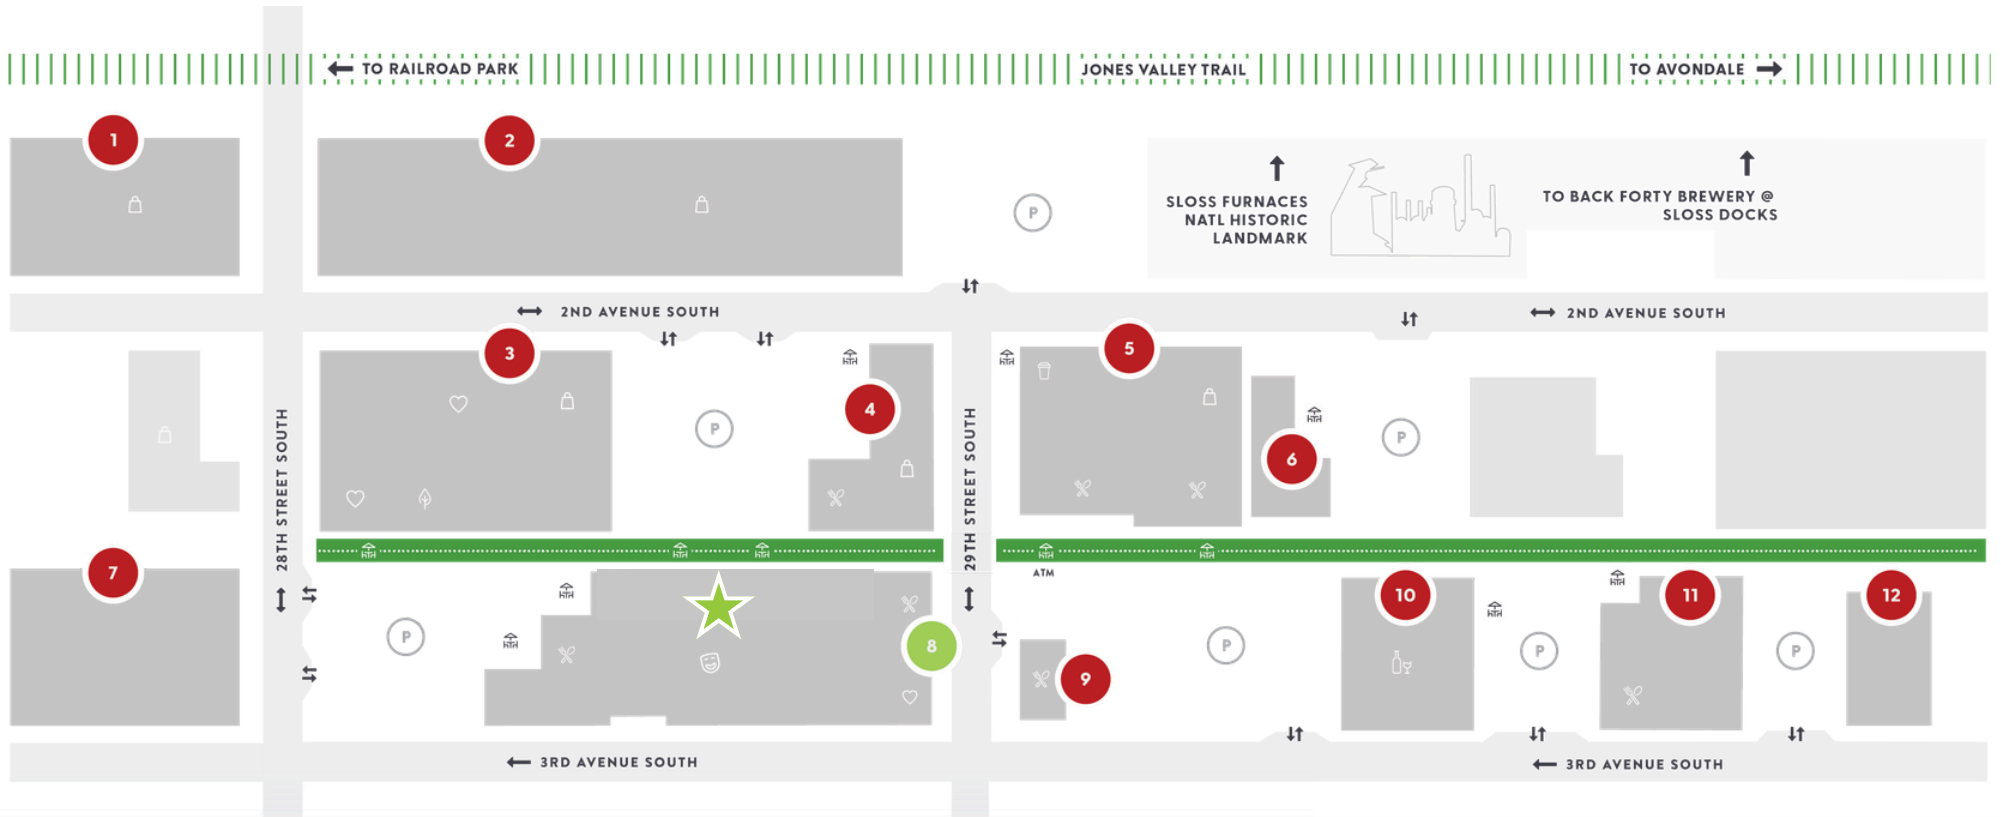 TO RAILROAD PARK
JONES VALLEY TRAIL
TO AVONDALE
1
2
SLOSS FURNACES
NATL HISTORIC
LANDMARK
TO BACK FORTY BREWERY @
SLOSS DOCKS
P
2ND AVENUE SOUTH
2ND AVENUE SOUTH
28TH STREET SOUTH
3
P
4
29TH STREET SOUTH
5
6
P
7
P
8
ATM
9
P
10
P
11
P
12
3RD AVENUE SOUTH
3RD AVENUE SOUTH